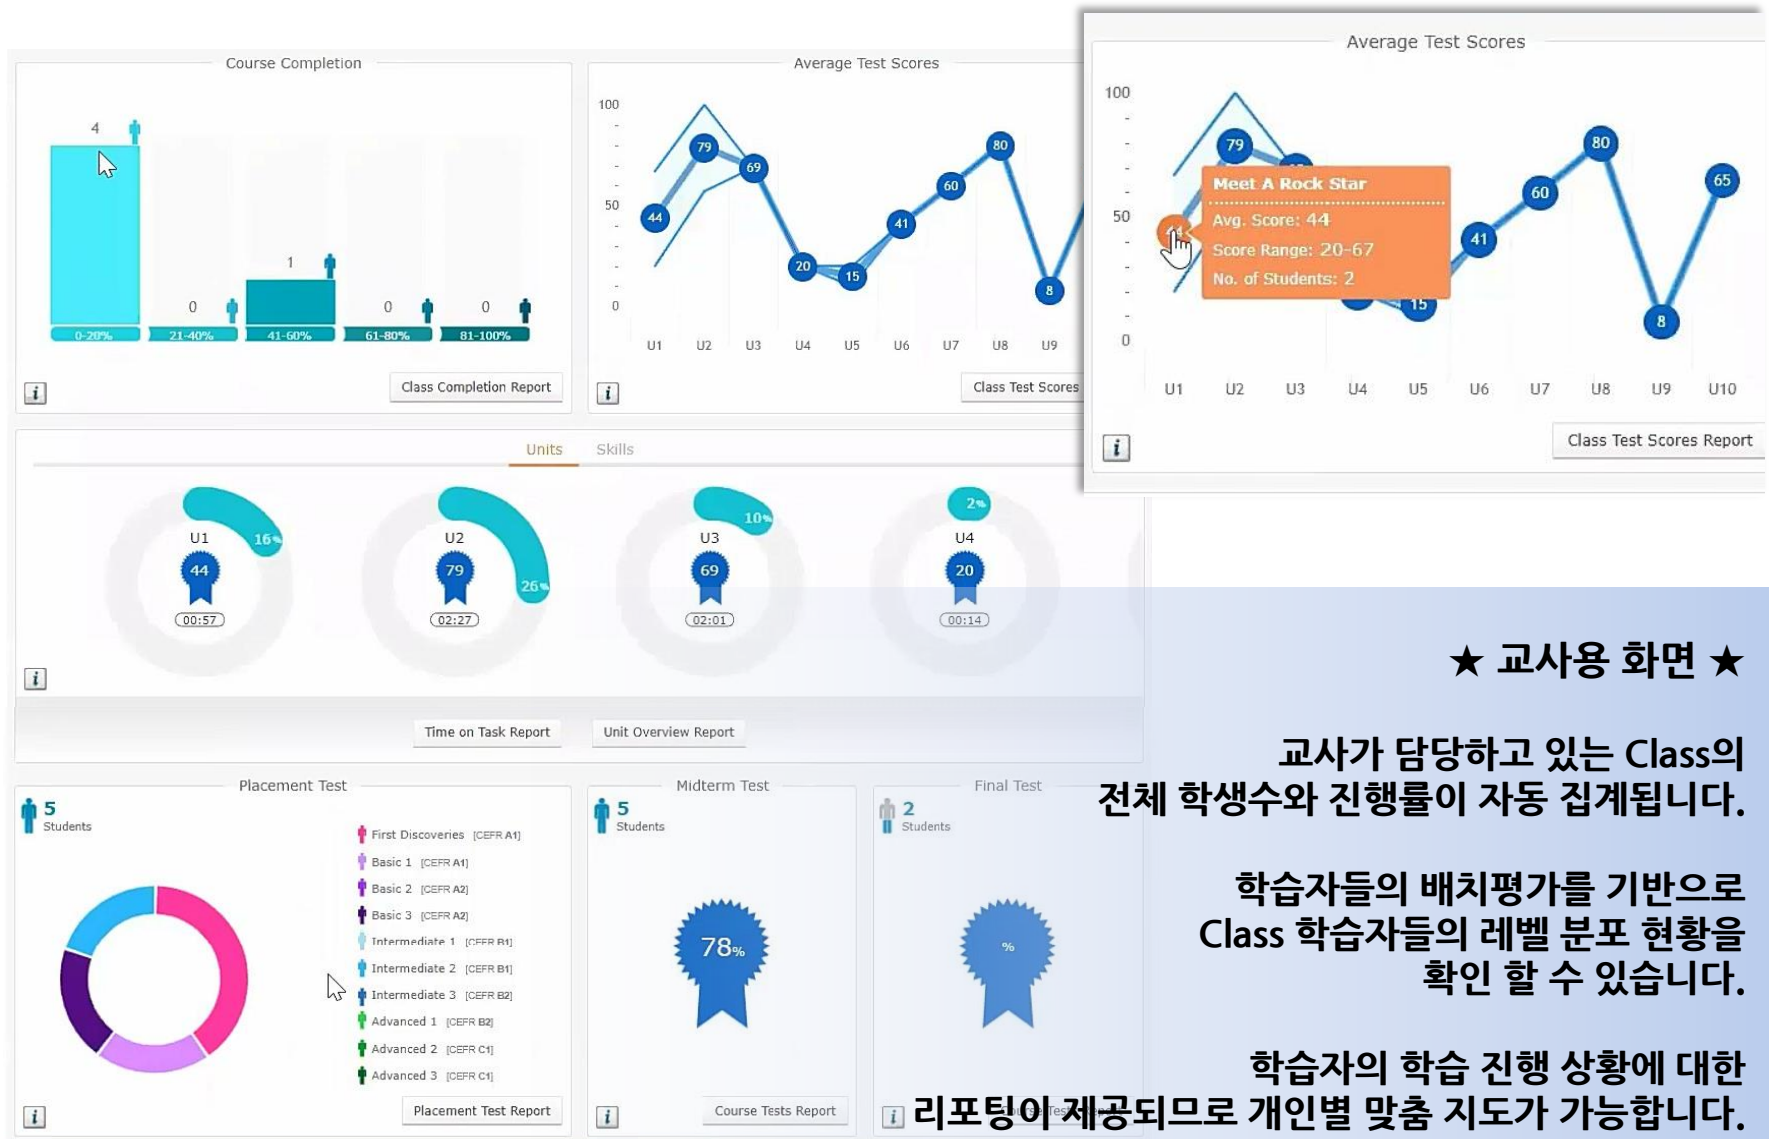 Course Completion
4
0
1
0
0
0-20%
21-40%
41-60%
61-80%
81-100%
Class Completion Report
Average Test Scores
100
50
0
44
79
69
20
15
41
60
80
8
U1 U2 U3 U4 U5 U6 U7 U8 U9
Class Test Scores
Average Test Scores
100
50
0
79
80
65
60
41
15
8
Meet A Rock Star
Avg. Score: 44
Score Range: 20-67
No. of Students: 2
U1 U2 U3 U4 U5 U6 U7 U8 U9 U10
Class Test Scores Report
Units Skills
16%
U1
44
00:57
26%
U2
79
02:27
10%
U3
69
02:01
2%
U4
20
00:14
Time on Task Report
Unit Overview Report
Placement Test
5
Students
First Discoveries [CEFR A1]
Basic 1 [CEFR A1]
Basic 2 [CEFR A2]
Basic 3 [CEFR A2]
Intermediate 1 [CEFR B1]
Intermediate 2 [CEFR B1]
Intermediate 3 [CEFR B2]
Advanced 1 [CEFR B2]
Advanced 2 [CEFR C1]
Advanced 3 [CEFR C1]
Placement Test Report
Midterm Test
5
Students
78%
Course Tests Report
Final Test
2
Students
%
★ 교사용 화면 ★
교사가 담당하고 있는 Class의
전체 학생수와 진행률이 자동 집계됩니다.
학습자들의 배치평가를 기반으로
Class 학습자들의 레벨 분포 현황을
확인 할 수 있습니다.
학습자의 학습 진행 상황에 대한
리포팅이 제공되므로 개인별 맞춤 지도가 가능합니다.